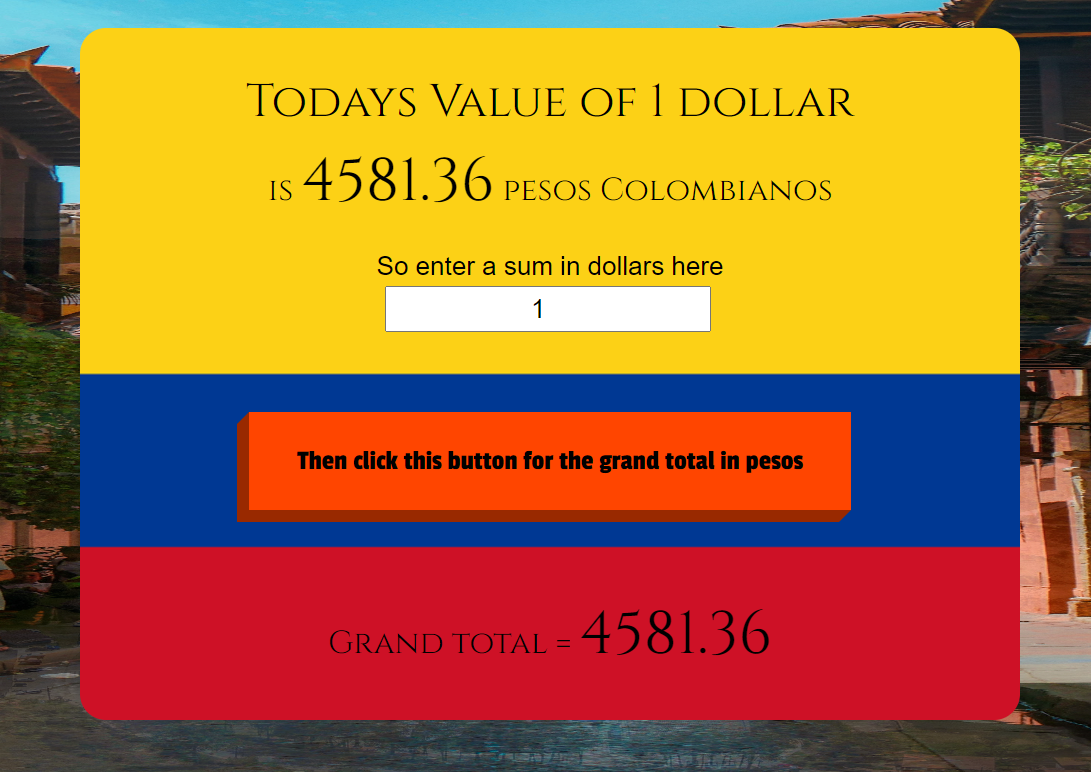 Todays Value of 1 dollar
is 4581.36 pesos Colombianos
So enter a sum in dollars here
1
Then click this button for the grand total in pesos
Grand total = 4581.36